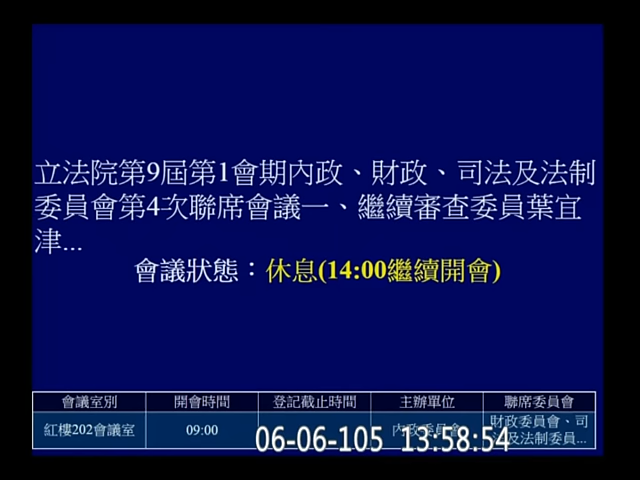 立法院第9屆第1會期內政、財政、司法及法制
委員會第4次聯席會議一、繼續審查委員葉宜
津...
會議狀態：休息(14:00繼續開會)
會議室別 開會時間 登記截止時間 主辦單位 聯席委員會
紅樓202會議室 09:00 內政委員會 財政委員會、司
法及法制委員...
06-06-105 13:58:54